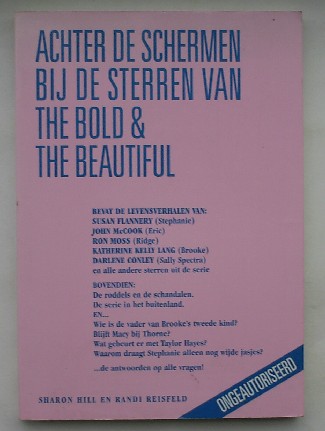 ACHTER DE SCHERMEN
BIJ DE STERREN VAN
THE BOLD &
THE BEAUTIFUL
BEVAT DE LEVENSVERHALEN VAN:
SUSAN FLANNERY (Stephanie)
JOHN McCOOK (Eric)
RON MOSS (Ridge)
KATHERINE KELLY LANG (Brooke)
DARLENE CONLEY (Sally Spectra)
en alle andere sterren uit de serie
BOVENDIEN:
De roddels en de schandalen.
De serie in het buitenland.
EN...
Wie is de vader van Brooke's tweede kind?
Blijft Macy bij Thorne?
Wat gebeurt er met Taylor Hayes?
Waarom draagt Stephanie alleen nog wijde jasjes?
...de antwoorden op alle vragen!
SHARON HILL EN RANDI REISFELD
ONGEAUTORISEERD